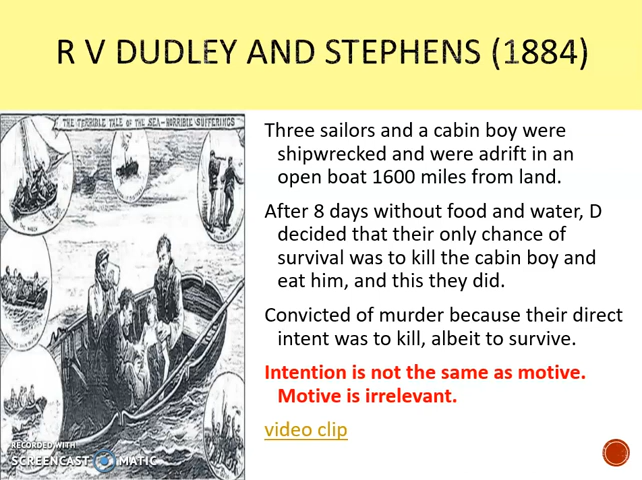 R V DUDLEY AND STEPHENS (1884)
THE TERRIBLE TALE OF THE SEA—HORRIBLE SUFFERINGS
Three sailors and a cabin boy were
shipwrecked and were adrift in an
open boat 1600 miles from land.
After 8 days without food and water, D
decided that their only chance of
survival was to kill the cabin boy and
eat him, and this they did.
Convicted of murder because their direct
intent was to kill, albeit to survive.
Intention is not the same as motive.
Motive is irrelevant.
video clip
RECORDED WITH
SCREENCAST MATIC